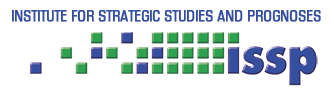 INSTITUTE FOR STRATEGIC STUDIES AND PROGNOSES
issp